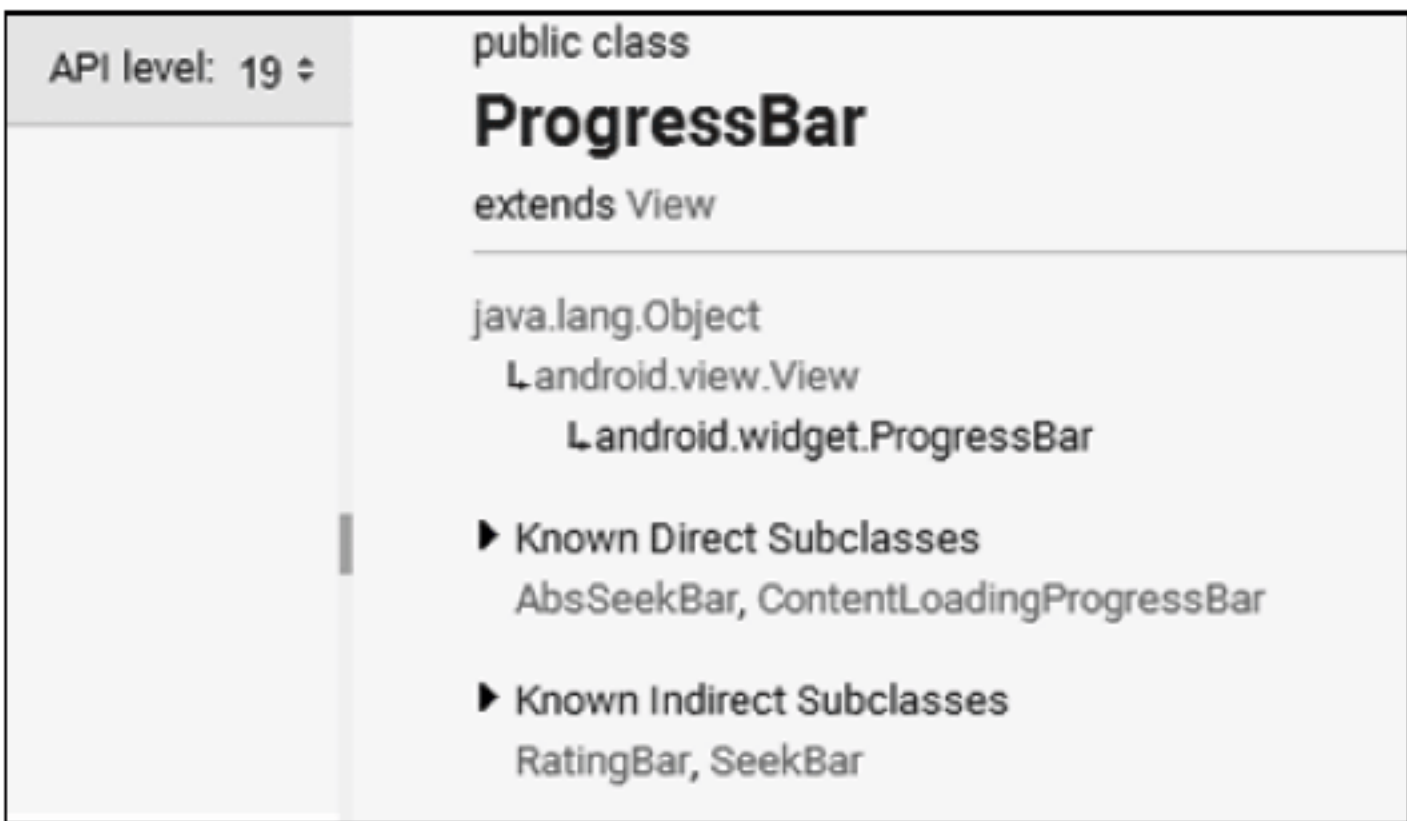 API level: 19
public class
ProgressBar
extends View
java.lang.Object
android.view.View
android.widget.ProgressBar
Known Direct Subclasses
AbsSeekBar, ContentLoadingProgressBar
Known Indirect Subclasses
RatingBar, SeekBar